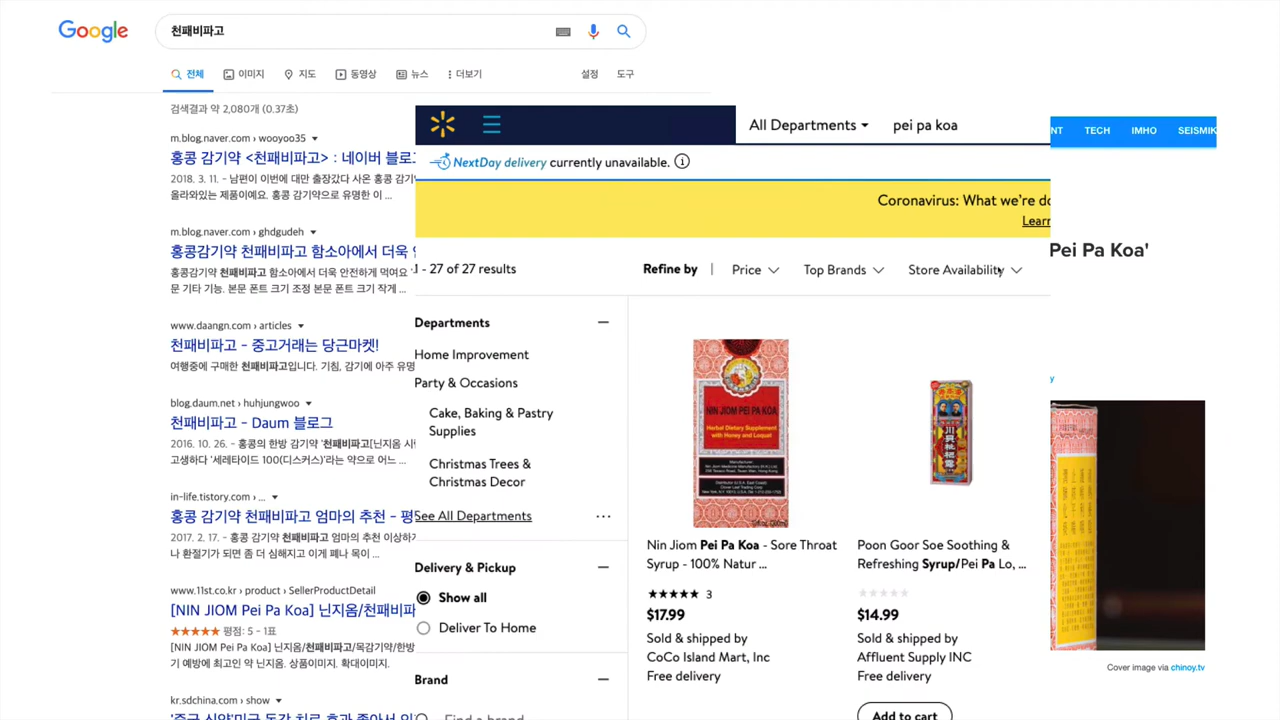 Google
천패비파고
전체
이미지
지도
동영상
뉴스
더보기
설정
도구
검색결과 약 2,080개 (0.37초)
m.blog.naver.com › wooyoo35
홍콩 감기약 <천패비파고> : 네이버 블로
2018. 3. 11. - 남편이 이번에 대만 출장갔다 사온 홍콩 감기
올라와있는 제품이예요. 홍콩 감기약으로 유명한 이 ...
m.blog.naver.com › ghdgudeh
홍콩감기약 천패비파고 함소아에서 더욱
홍콩감기약 천패비파고 함소아에서 더욱 안전하게 먹여요
문 기타 기능. 본문 폰트 크기 조정 본문 폰트 크기 작게 ...
www.daangn.com › articles
천패비파고 - 중고거래는 당근마켓!
여행중에 구매한 천패비파고입니다. 기침, 감기에 아주 유명
blog.daum.net › huhjungwoo
천패비파고 - Daum 블로그
2016. 10. 26. - 홍콩의 한방 감기약 '천패비파고[닌지옴 시
고생하다 '세레타이드 100(디스커스)'라는 약으로 어느 ...
in-life.tistory.com › ...
홍콩 감기약 천패비파고 엄마의 추천 - 평
2017. 2. 17. - 홍콩 감기약 천패비파고 엄마의 추천 이상하
나 환절기가 되면 좀 더 심해지고 이게 폐나 목이 ...
www.11st.co.kr › product › SellerProductDetail
[NIN JIOM Pei Pa Koa] 닌지옴/천패비파
평점: 5 - 1표
[NIN JIOM Pei Pa Koa] 닌지옴/천패비파고/목감기약/한방
기 예방에 최고인 약 닌지옴. 상품이미지. 확대이미지.
kr.sdchina.com › show
All Departments
pei pa koa
NextDay delivery currently unavailable.
Coronavirus: What we're do
Learn
1 - 27 of 27 results
Refine by
Price
Top Brands
Store Availability
Departments
Home Improvement
Party & Occasions
Cake, Baking & Pastry
Supplies
Christmas Trees &
Christmas Decor
See All Departments
Delivery & Pickup
Show all
Deliver To Home
Brand
Find a brand
NIN JIOM PEI PA KOA
Herbal Dietary Supplement
with Honey and Loquat
Nin Jiom Pei Pa Koa - Sore Throat
Syrup - 100% Natur ...
3
$17.99
Sold & shipped by
CoCo Island Mart, Inc
Free delivery
川貝枇杷露
Poon Goor Soe Soothing &
Refreshing Syrup/Pei Pa Lo, ...
$14.99
Sold & shipped by
Affluent Supply INC
Free delivery
Add to cart
NT
TECH
IMHO
SEISMIK
Pei Pa Koa'
y
Cover image via chinoy.tv